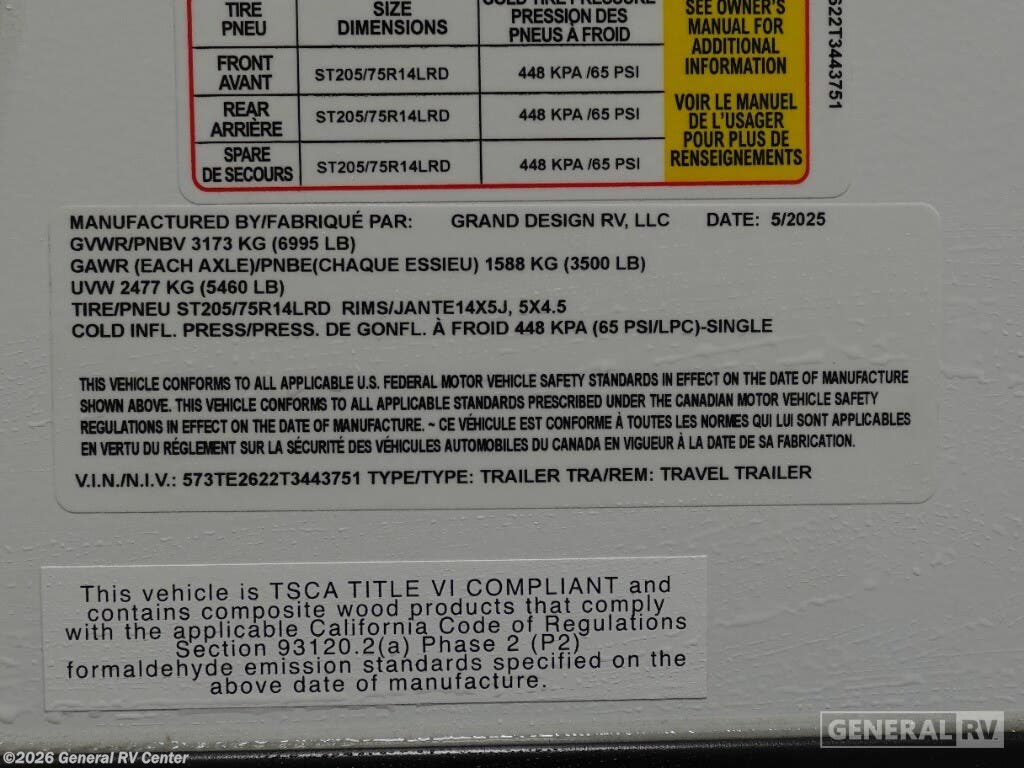 TIRE SIZE COLD TIRE PRESSURE SEE OWNER'S
PNEU DIMENSIONS PRESSION DES MANUAL FOR
PNEUS À FROID ADDITIONAL
INFORMATION
FRONT
AVANT ST205/75R14LRD 448 KPA /65 PSI
REAR
ARRIÈRE ST205/75R14LRD 448 KPA /65 PSI
SPARE
DE SECOURS ST205/75R14LRD 448 KPA /65 PSI
VOIR LE MANUEL
DE L'USAGER
POUR PLUS DE
RENSEIGNEMENTS
622T3443751
MANUFACTURED BY/FABRIQUÉ PAR: GRAND DESIGN RV, LLC DATE: 5/2025
GVWR/PNBV 3173 KG (6995 LB)
GAWR (EACH AXLE)/PNBE(CHAQUE ESSIEU) 1588 KG (3500 LB)
UVW 2477 KG (5460 LB)
TIRE/PNEU ST205/75R14LRD RIMS/JANTE14X5J, 5X4.5
COLD INFL. PRESS/PRESS. DE GONFL. À FROID 448 KPA (65 PSI/LPC)-SINGLE
THIS VEHICLE CONFORMS TO ALL APPLICABLE U.S. FEDERAL MOTOR VEHICLE SAFETY STANDARDS IN EFFECT ON THE DATE OF MANUFACTURE
SHOWN ABOVE. THIS VEHICLE CONFORMS TO ALL APPLICABLE STANDARDS PRESCRIBED UNDER THE CANADIAN MOTOR VEHICLE SAFETY
REGULATIONS IN EFFECT ON THE DATE OF MANUFACTURE. ~ CE VÉHICULE EST CONFORME À TOUTES LES NORMES QUI LUI SONT APPLICABLES
EN VERTU DU RÉGLEMENT SUR LA SÉCURITÉ DES VÉHICULES AUTOMOBILES DU CANADA EN VIGUEUR À LA DATE DE SA FABRICATION.
V.I.N./N.I.V.: 573TE2622T3443751 TYPE/TYPE: TRAILER TRA/REM: TRAVEL TRAILER
This vehicle is TSCA TITLE VI COMPLIANT and
contains composite wood products that comply
with the applicable California Code of Regulations
Section 93120.2(a) Phase 2 (P2)
formaldehyde emission standards specified on the
above date of manufacture.
GENERAL RV
©2026 General RV Center